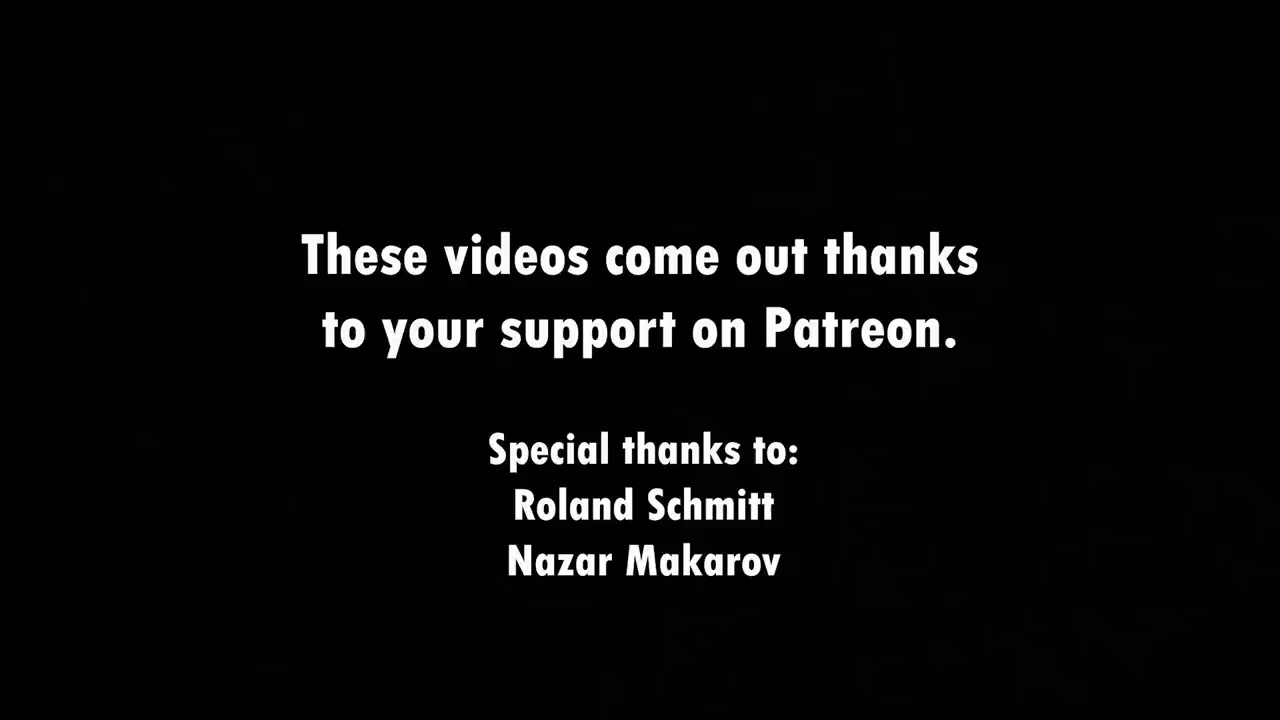 These videos come out thanks
to your support on Patreon.
Special thanks to:
Roland Schmitt
Nazar Makarov